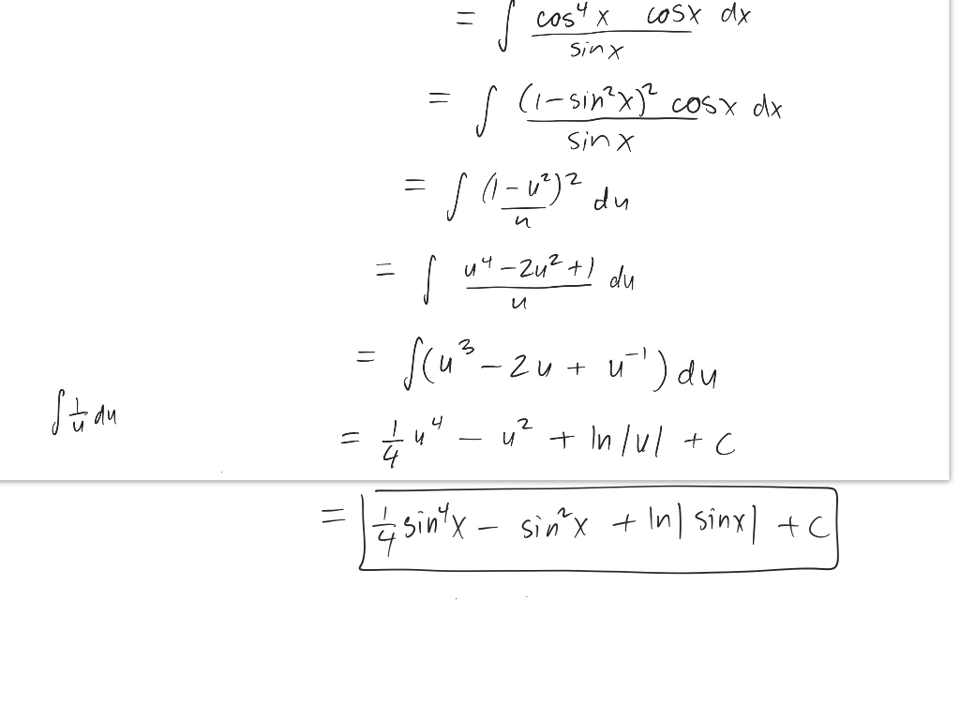 = ∫ cos⁴x cosx dx / sinx
= ∫ (1-sin²x)² cosx dx / sinx
= ∫ (1-u²)² / u du
= ∫ u⁴-2u²+1 / u du
= ∫(u³-2u+u⁻¹)du
∫ 1/u du
= 1/4 u⁴ - u² + ln|u| + C
= 1/4 sin⁴x - sin²x + ln|sinx| + C